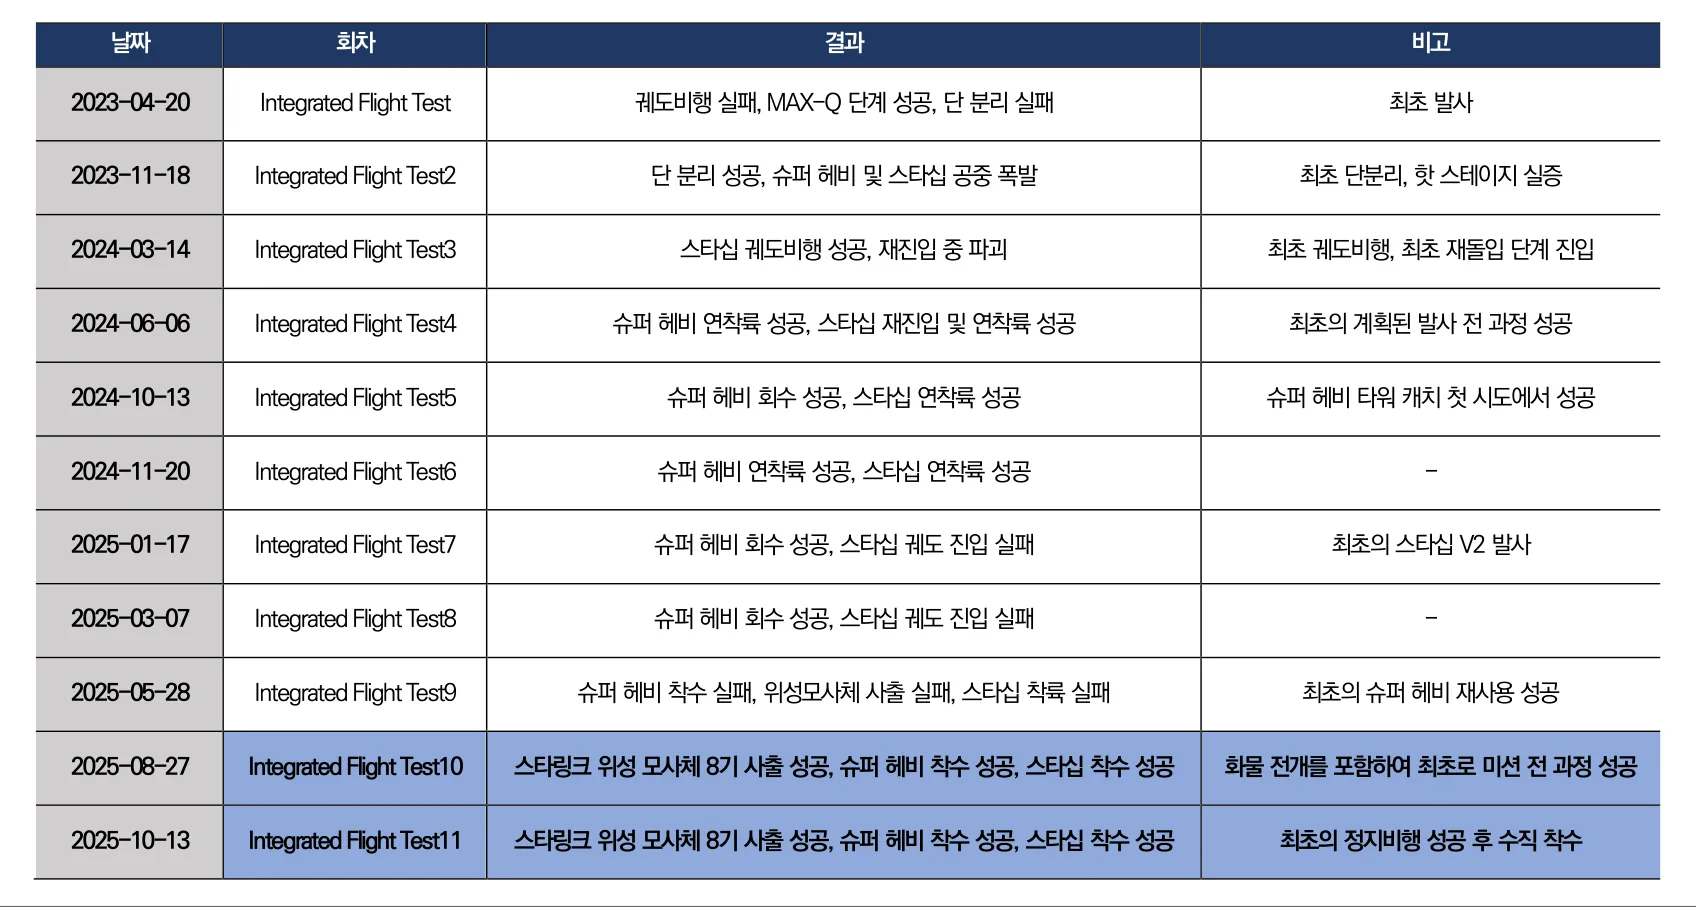 날짜 회차 결과 비고
2023-04-20 Integrated Flight Test 궤도비행 실패, MAX-Q 단계 성공, 단 분리 실패 최초 발사
2023-11-18 Integrated Flight Test2 단 분리 성공, 슈퍼 헤비 및 스타십 공중 폭발 최초 단분리, 핫 스테이지 실증
2024-03-14 Integrated Flight Test3 스타십 궤도비행 성공, 재진입 중 파괴 최초 궤도비행, 최초 재돌입 단계 진입
2024-06-06 Integrated Flight Test4 슈퍼 헤비 연착륙 성공, 스타십 재진입 및 연착륙 성공 최초의 계획된 발사 전 과정 성공
2024-10-13 Integrated Flight Test5 슈퍼 헤비 회수 성공, 스타십 연착륙 성공 슈퍼 헤비 타워 캐치 첫 시도에서 성공
2024-11-20 Integrated Flight Test6 슈퍼 헤비 연착륙 성공, 스타십 연착륙 성공 -
2025-01-17 Integrated Flight Test7 슈퍼 헤비 회수 성공, 스타십 궤도 진입 실패 최초의 스타십 V2 발사
2025-03-07 Integrated Flight Test8 슈퍼 헤비 회수 성공, 스타십 궤도 진입 실패 -
2025-05-28 Integrated Flight Test9 슈퍼 헤비 착수 실패, 위성모사체 사출 실패, 스타십 착륙 실패 최초의 슈퍼 헤비 재사용 성공
2025-08-27 Integrated Flight Test10 스타링크 위성 모사체 8기 사출 성공, 슈퍼 헤비 착수 성공, 스타십 착수 성공 화물 전개를 포함하여 최초로 미션 전 과정 성공
2025-10-13 Integrated Flight Test11 스타링크 위성 모사체 8기 사출 성공, 슈퍼 헤비 착수 성공, 스타십 착수 성공 최초의 정지비행 성공 후 수직 착수